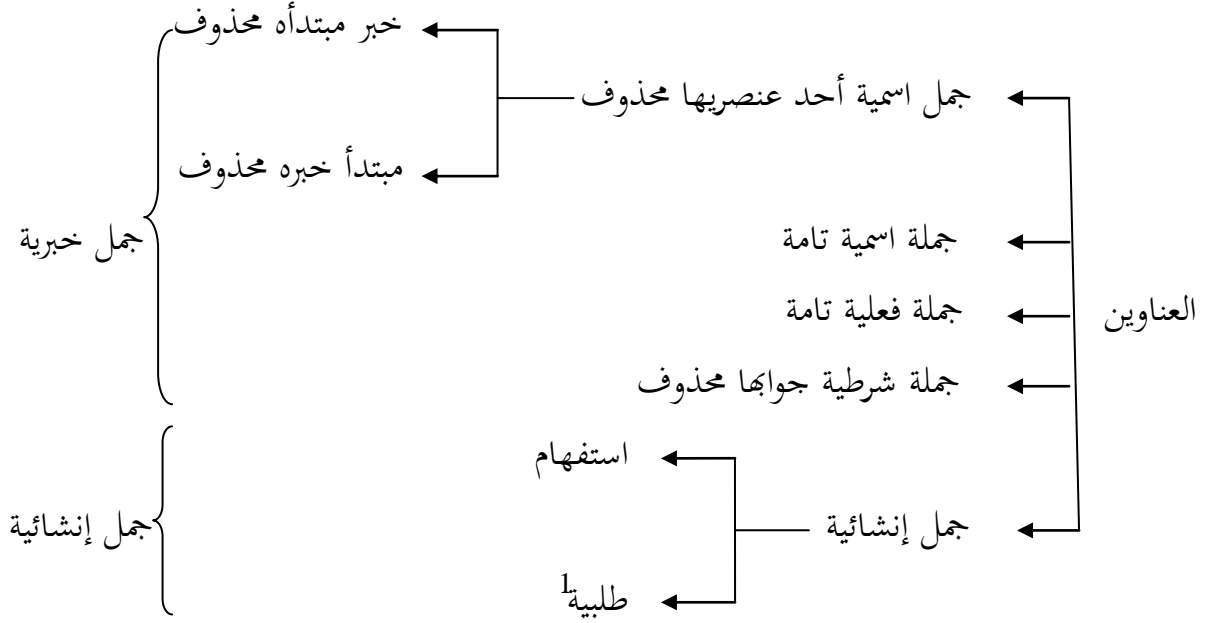 خبر مبتدأه محذوف
جمل اسمية أحد عنصريها محذوف
مبتدأ خبره محذوف
جملة اسمية تامة
جمل خبرية
العناوين
جملة فعلية تامة
جملة شرطية جوابها محذوف
استفهام
جمل إنشائية
جمل إنشائية
طلبية1